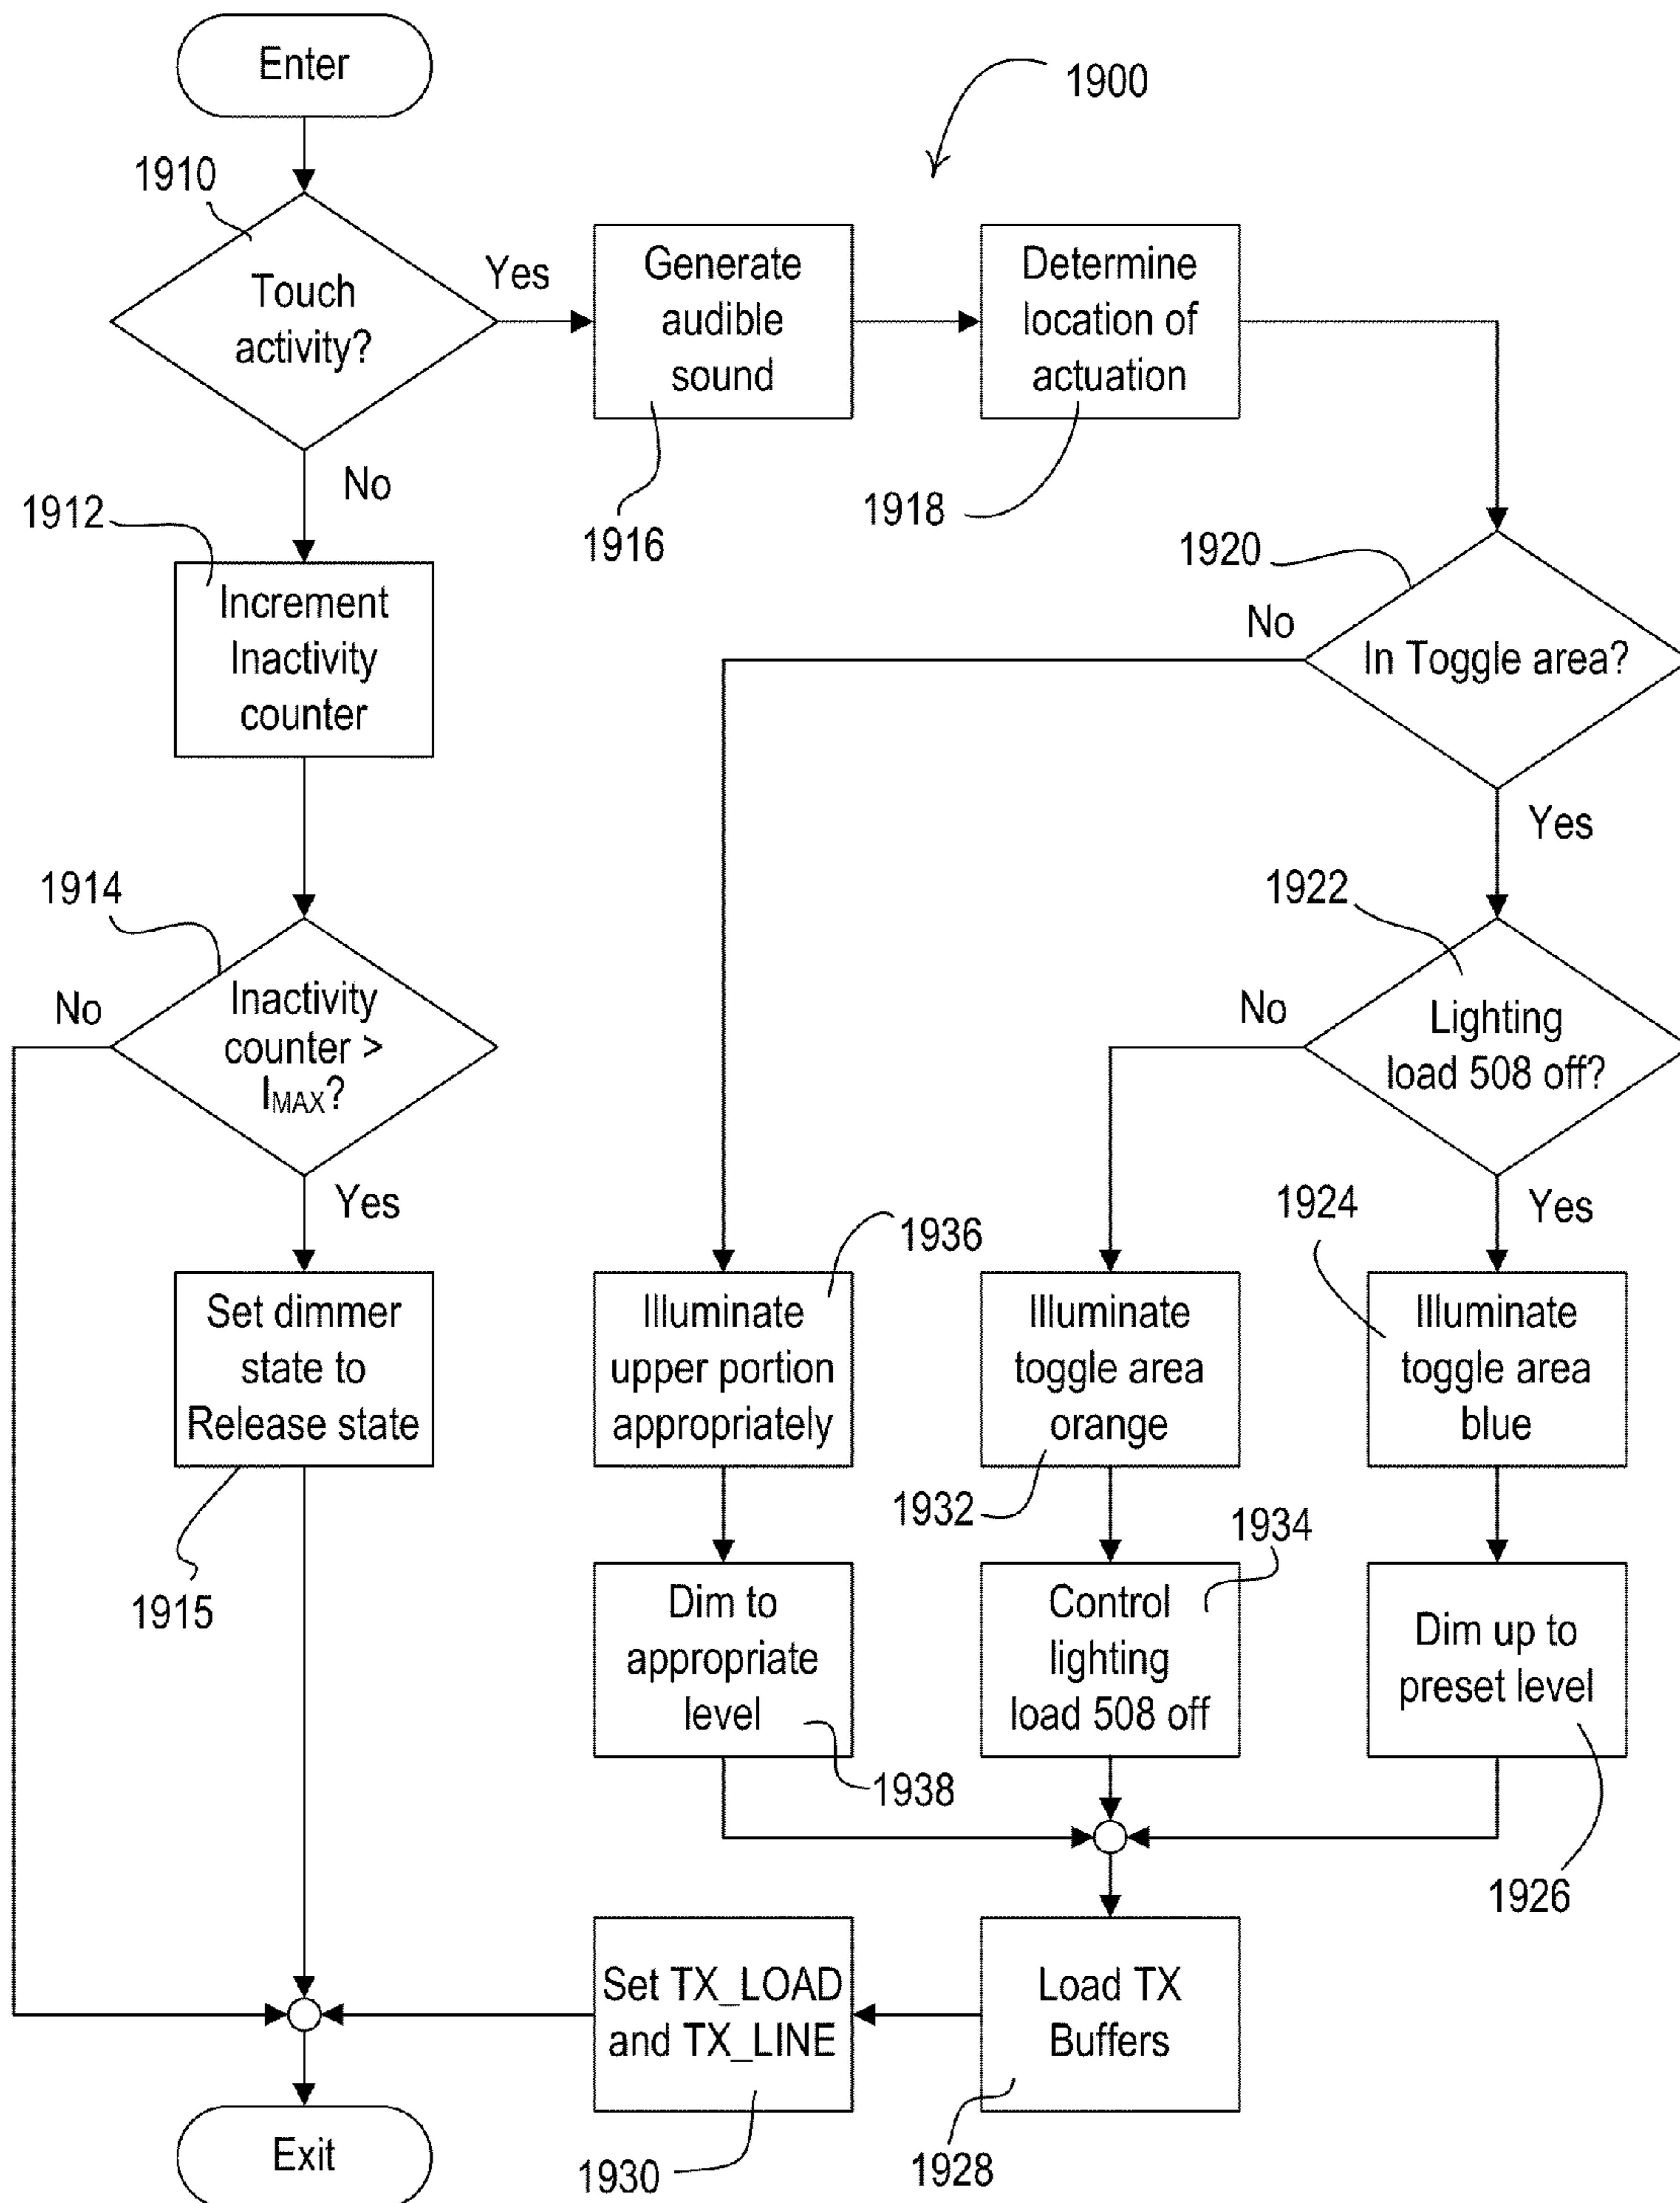 Enter
1900
1910
Touch
activity?
Yes
Generate
audible
sound
Determine
location of
actuation
No
1912
1916
1918
1920
Increment
Inactivity
counter
No
In Toggle area?
Yes
1914
1922
No
Inactivity
counter >
IMAX?
No
Lighting
load 508 off?
Yes
1936
1924
Yes
Set dimmer
state to
Release state
Illuminate
upper portion
appropriately
Illuminate
toggle area
orange
Illuminate
toggle area
blue
1915
1932
1934
Dim to
appropriate
level
Control
lighting
load 508 off
Dim up to
preset level
1938
1926
Set TX_LOAD
and TX_LINE
Load TX
Buffers
Exit
1930
1928